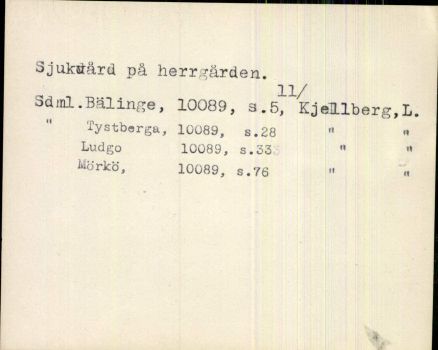 Sjukvård på herrgården.
11/
Sdml. Bälinge, 10089, s.5, Kjellberg, L.
" Tystberga, 10089, s.28 " "
Ludgo 10089, s.33 " "
Mörkö, 10089, s.76 " "